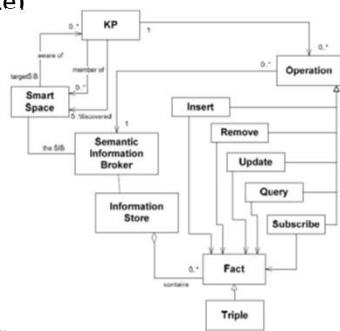 KP
1
0..*
0..*
aware of
member of
targetSIB
0..*
0..*
Operation
Smart
Space
0..*discovered
Insert
Remove
the SIB
1
Semantic
Information
Broker
Update
Query
Information
Store
Subscribe
0..*
Fact
contains
Triple